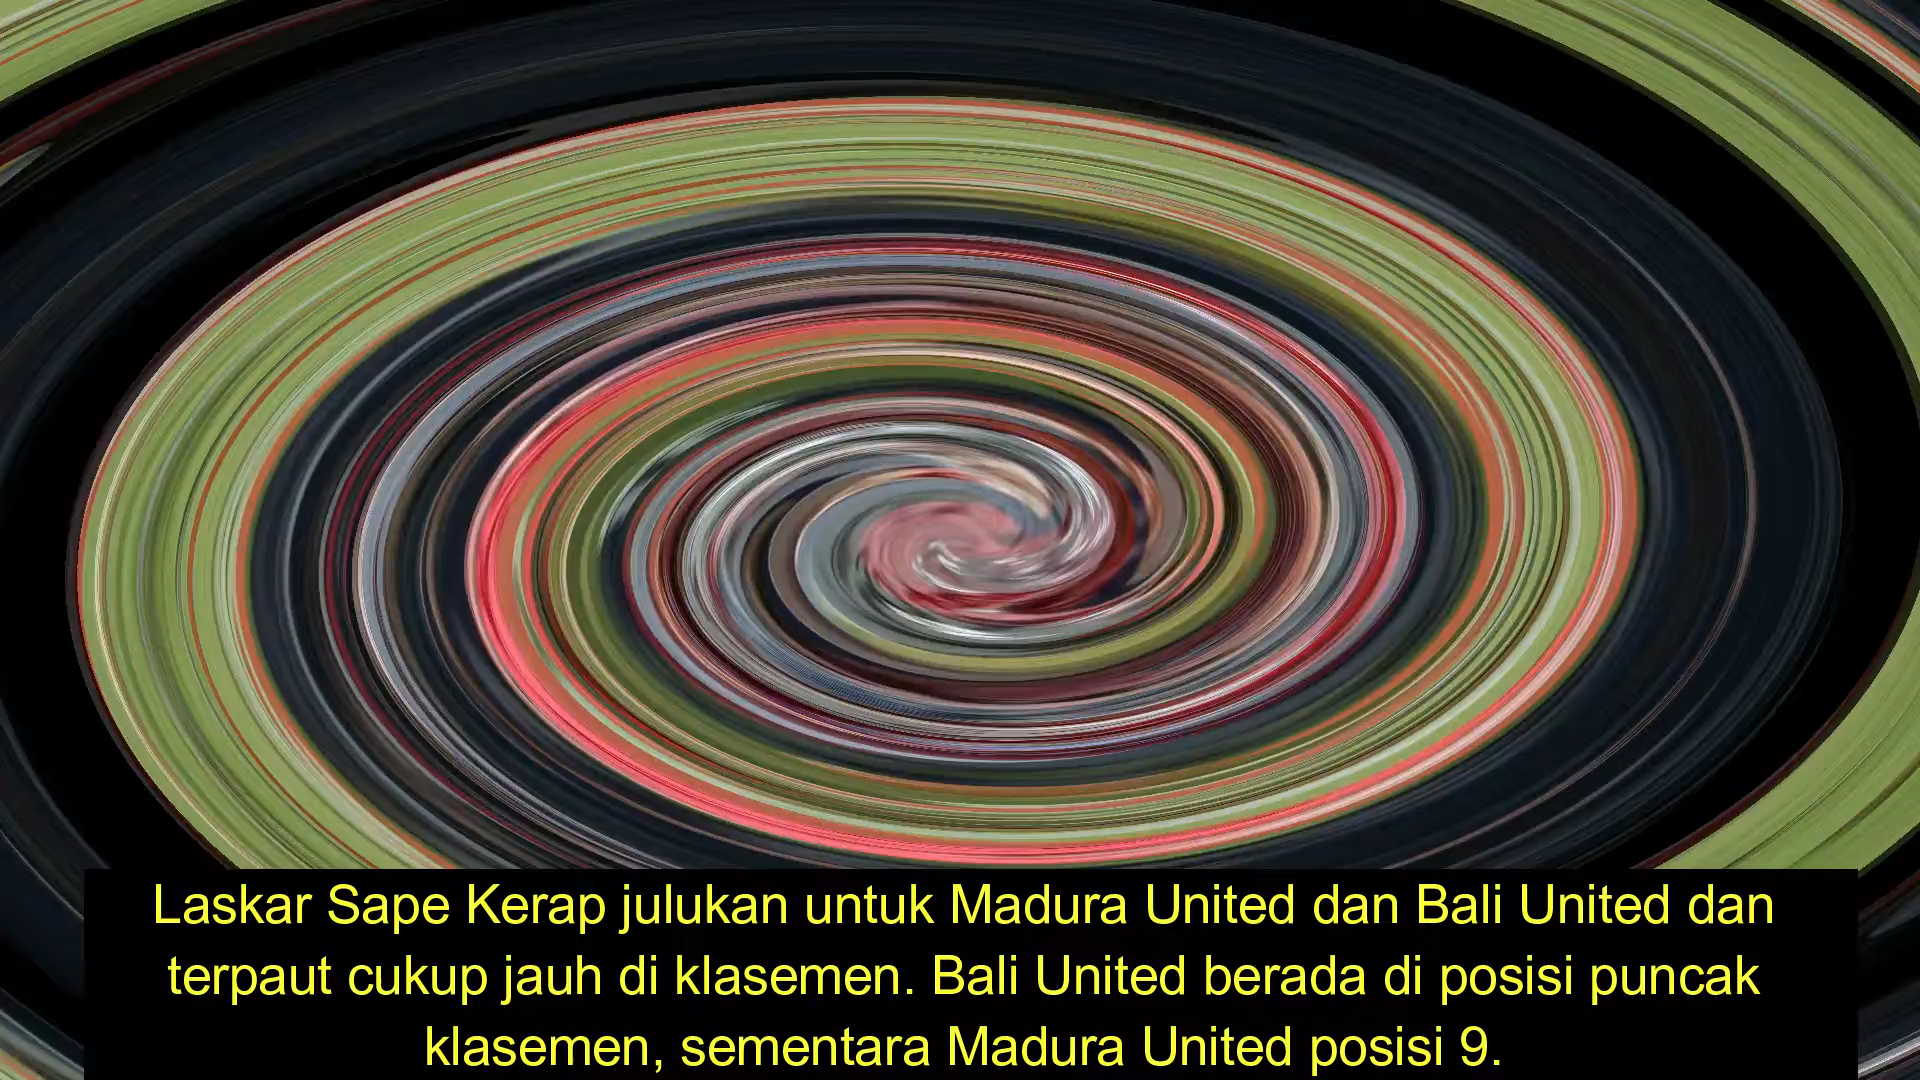 Laskar Sape Kerap julukan untuk Madura United dan Bali United dan
terpaut cukup jauh di klasemen. Bali United berada di posisi puncak
klasemen, sementara Madura United posisi 9.